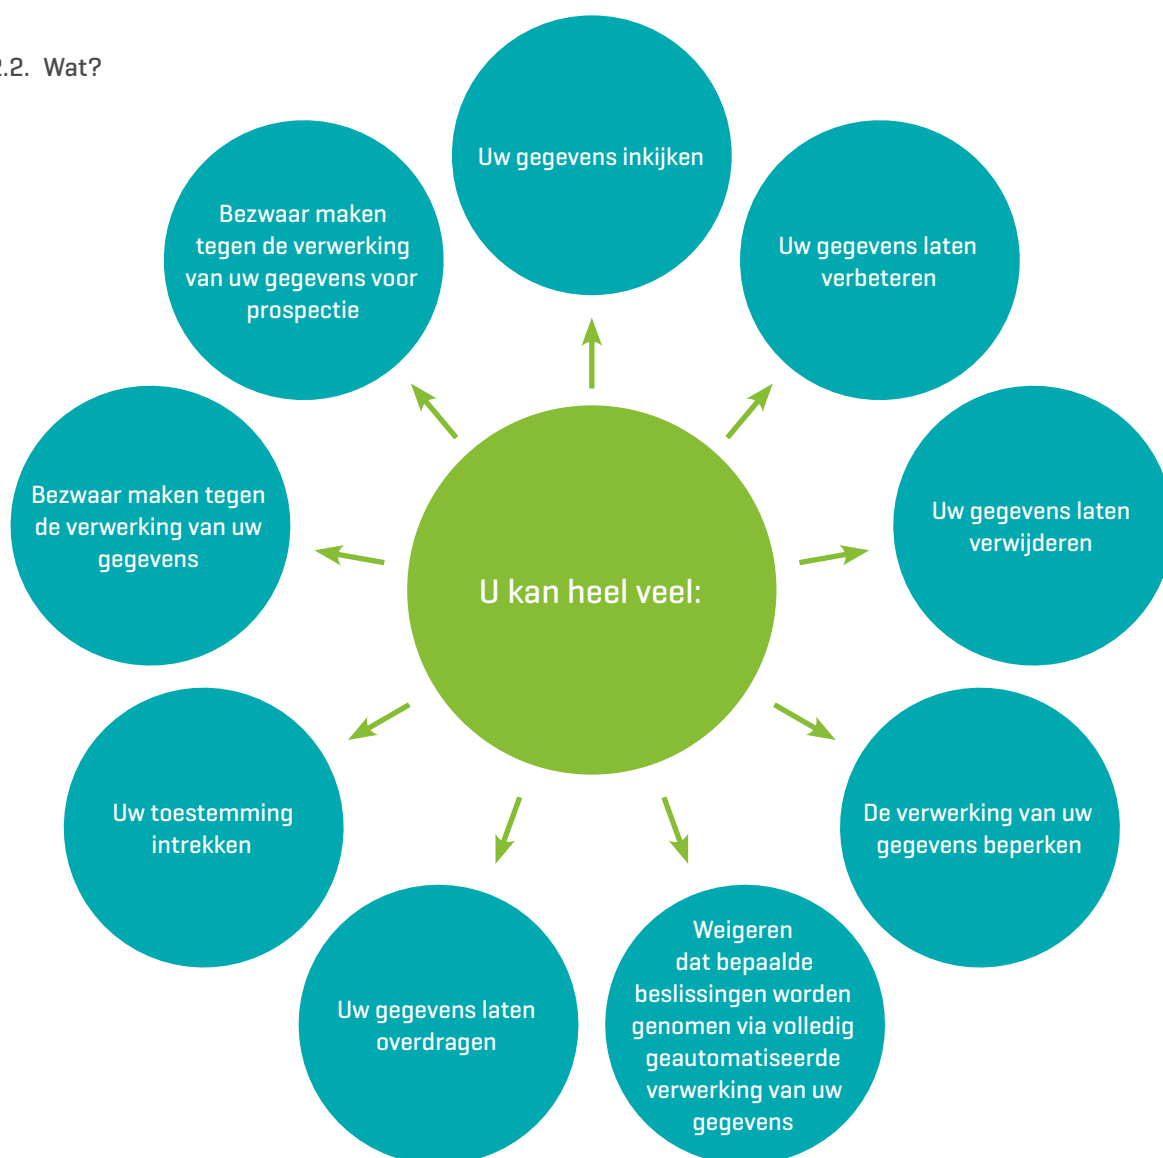 2.2. Wat?
Uw gegevens inkijken
Uw gegevens laten
verbeteren
Uw gegevens laten
verwijderen
De verwerking van uw
gegevens beperken
Weigeren
dat bepaalde
beslissingen worden
genomen via volledig
geautomatiseerde
verwerking van uw
gegevens
Uw gegevens laten
overdragen
Uw toestemming
intrekken
Bezwaar maken tegen
de verwerking van uw
gegevens
Bezwaar maken
tegen de verwerking
van uw gegevens voor
prospectie
U kan heel veel: